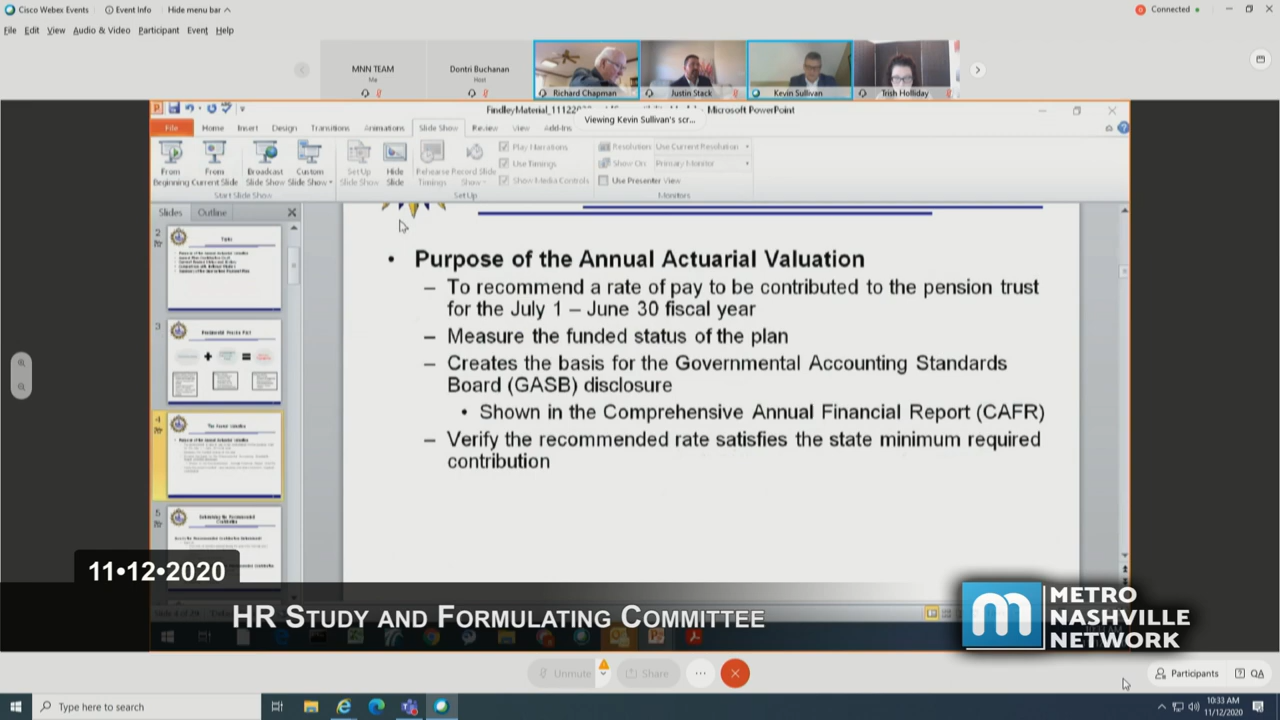 Cisco Webex Events
Event Info
Hide menu bar
Connected
File Edit View Audio & Video Participant Event Help
MNN TEAM
Me
Dontri Buchanan
Host
Richard Chapman
Justin Stack
Kevin Sullivan
Trish Holliday
Viewing Kevin Sullivan's scr...
Microsoft PowerPoint
File Home Insert Design Transitions Animations Slide Show Review View Add-Ins
From Beginning
From Current Slide
Broadcast Slide Show
Custom Slide Show
Set Up Slide Show
Hide Slide
Rehearse Timings
Record Slide Show
Play Narrations
Use Timings
Show Media Controls
Resolution: Use Current Resolution
Show On: Primary Monitor
Use Presenter View
Start Slide Show
Set Up
Monitors
Slides Outline
2
3
4
5
• Purpose of the Annual Actuarial Valuation
– To recommend a rate of pay to be contributed to the pension trust
for the July 1 – June 30 fiscal year
– Measure the funded status of the plan
– Creates the basis for the Governmental Accounting Standards
Board (GASB) disclosure
• Shown in the Comprehensive Annual Financial Report (CAFR)
– Verify the recommended rate satisfies the state minimum required
contribution
11•12•2020
HR Study and Formulating Committee
METRO
NASHVILLE
NETWORK
Unmute
Share
Participants
Q&A
Type here to search
10:33 AM
11/12/2020